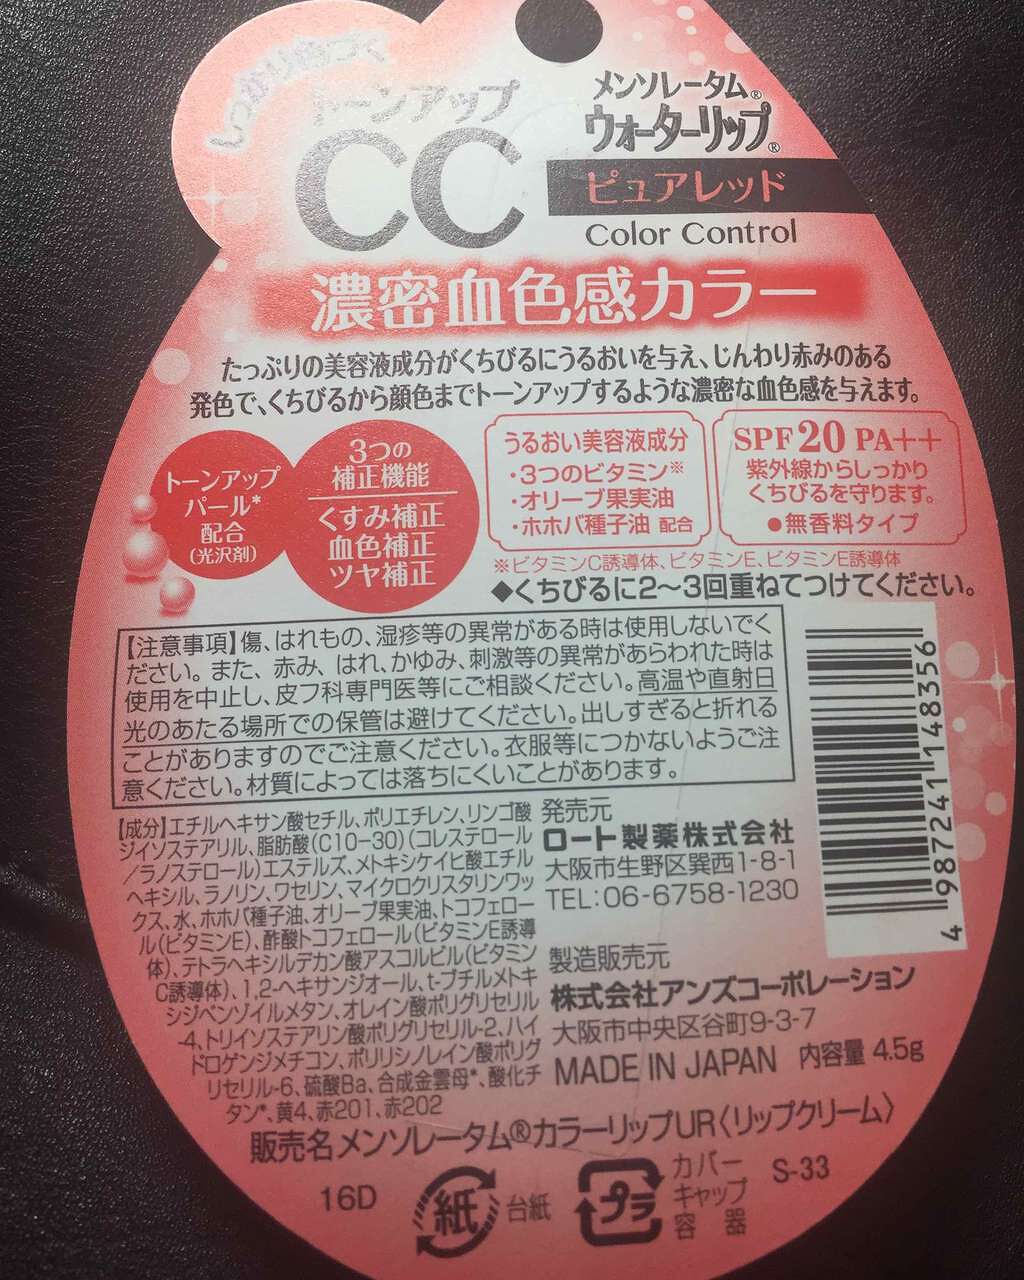 しっかり色づく
トーンアップ
CC
メンソレータム®
ウォーターリップ®
ピュアレッド
Color Control
濃密血色感カラー
たっぷりの美容液成分がくちびるにうるおいを与え、じんわり赤みのある
発色で、くちびるから顔色までトーンアップするような濃密な血色感を与えます。
トーンアップ
パール*
配合
(光沢剤)
3つの
補正機能
くすみ補正
血色補正
ツヤ補正
うるおい美容液成分
・3つのビタミン※
・オリーブ果実油
・ホホバ種子油 配合
SPF20 PA++
紫外線からしっかり
くちびるを守ります。
●無香料タイプ
※ビタミンC誘導体、ビタミンE、ビタミンE誘導体
◆くちびるに2〜3回重ねてつけてください。
【注意事項】傷、はれもの、湿疹等の異常がある時は使用しないでく
ださい。また、赤み、はれ、かゆみ、刺激等の異常があらわれた時は
使用を中止し、皮フ科専門医等にご相談ください。高温や直射日
光のあたる場所での保管は避けてください。出しすぎると折れる
ことがありますのでご注意ください。衣服等につかないようご注
意ください。材質によっては落ちにくいことがあります。
【成分】エチルヘキサン酸セチル、ポリエチレン、リンゴ酸
ジイソステアリル、脂肪酸(C10-30)(コレステロール
/ラノステロール)エステルズ、メトキシケイヒ酸エチル
ヘキシル、ラノリン、ワセリン、マイクロクリスタリンワッ
クス、水、ホホバ種子油、オリーブ果実油、トコフェロー
ル(ビタミンE)、酢酸トコフェロール(ビタミンE誘導
体)、テトラヘキシルデカン酸アスコルビル(ビタミン
C誘導体)、1,2-ヘキサンジオール、t-ブチルメトキ
シジベンゾイルメタン、オレイン酸ポリグリセリル
-4、トリイソステアリン酸ポリグリセリル-2、ハイ
ドロゲンジメチコン、ポリリシノレイン酸ポリグ
リセリル-6、硫酸Ba、合成金雲母*、酸化チ
タン*、黄4、赤201、赤202
発売元
ロート製薬株式会社
大阪市生野区巽西1-8-1
TEL:06-6758-1230
製造販売元
株式会社アンズコーポレーション
大阪市中央区谷町9-3-7
MADE IN JAPAN 内容量 4.5g
4 987241 148356
販売名メンソレータム®カラーリップUR〈リップクリーム〉
16D
紙
台紙
プラ
カバー
キャップ
容器
S-33